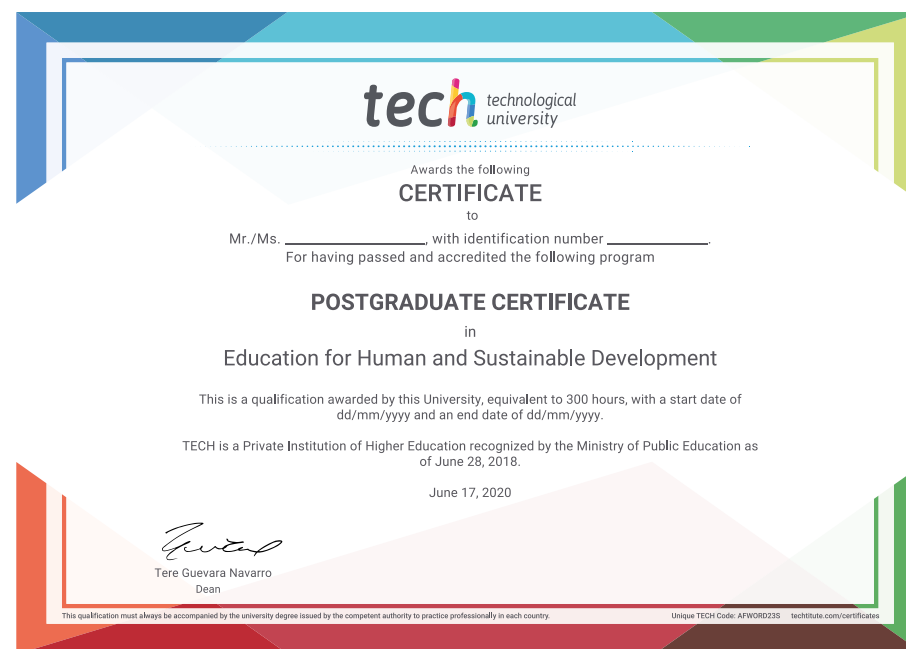 tech technological
university
Awards the following
CERTIFICATE
to
Mr./Ms. ____________________, with identification number ______________.
For having passed and accredited the following program
POSTGRADUATE CERTIFICATE
in
Education for Human and Sustainable Development
This is a qualification awarded by this University, equivalent to 300 hours, with a start date of
dd/mm/yyyy and an end date of dd/mm/yyyy.
TECH is a Private Institution of Higher Education recognized by the Ministry of Public Education as
of June 28, 2018.
June 17, 2020
Tere Guevara Navarro
Dean
This qualification must always be accompanied by the university degree issued by the competent authority to practice professionally in each country.
Unique TECH Code: AFWORD23S techtitute.com/certificates